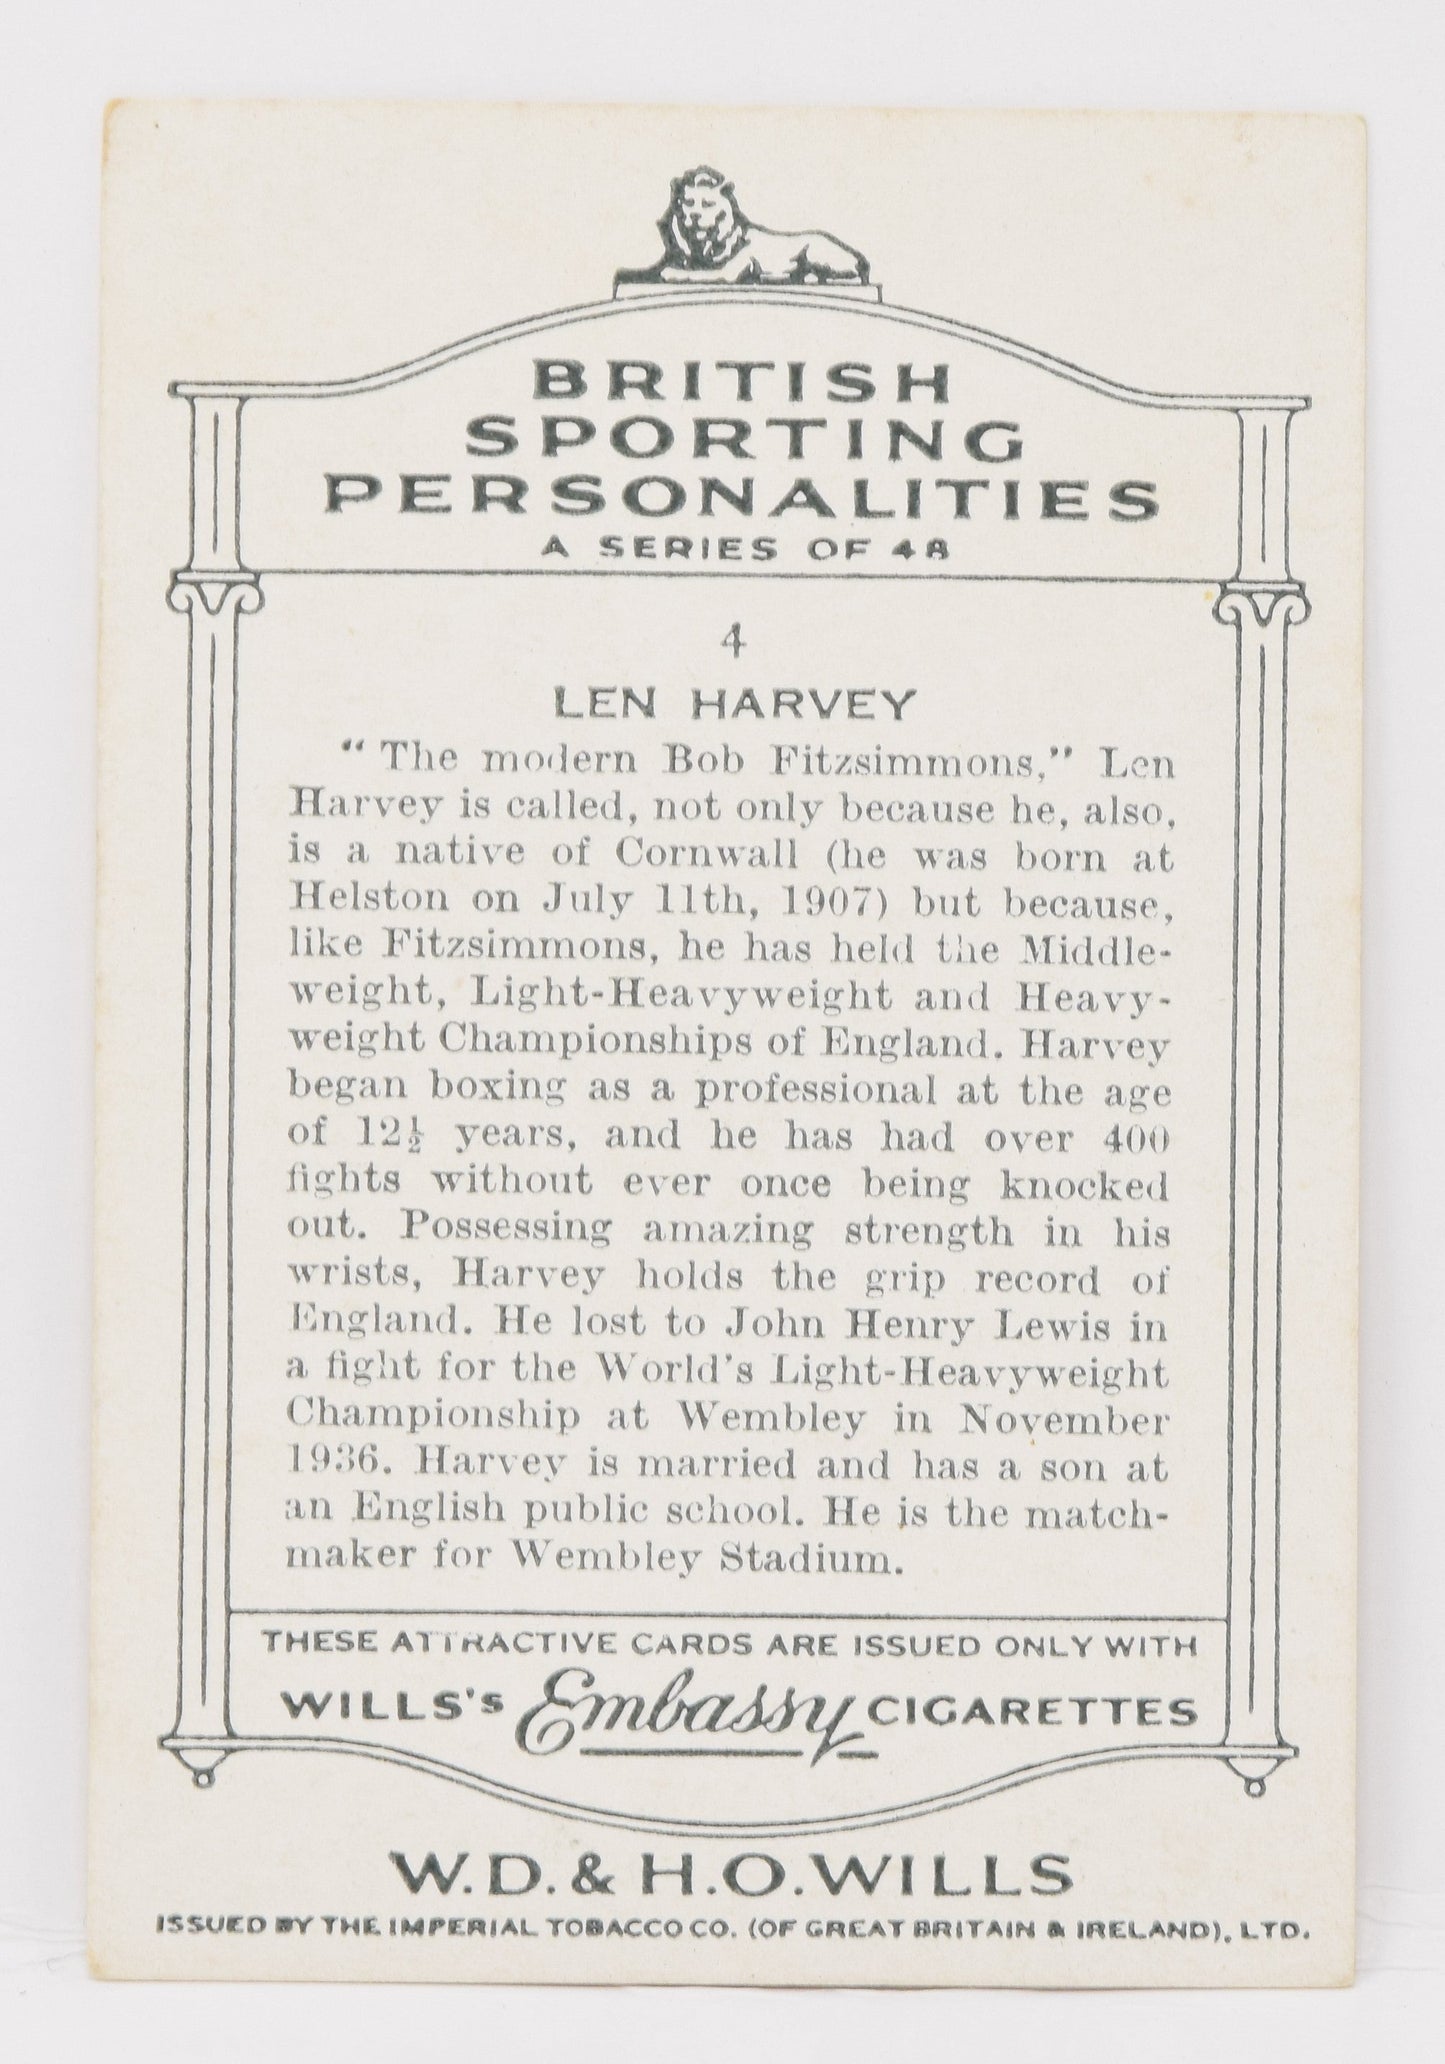 BRITISH
SPORTING
PERSONALITIES
A SERIES OF 48
4
LEN HARVEY
“The modern Bob Fitzsimmons,” Len
Harvey is called, not only because he, also,
is a native of Cornwall (he was born at
Helston on July 11th, 1907) but because,
like Fitzsimmons, he has held the Middle-
weight, Light-Heavyweight and Heavy-
weight Championships of England. Harvey
began boxing as a professional at the age
of 12½ years, and he has had over 400
fights without ever once being knocked
out. Possessing amazing strength in his
wrists, Harvey holds the grip record of
England. He lost to John Henry Lewis in
a fight for the World's Light-Heavyweight
Championship at Wembley in November
1936. Harvey is married and has a son at
an English public school. He is the match-
maker for Wembley Stadium.
THESE ATTRACTIVE CARDS ARE ISSUED ONLY WITH
WILLS'S Embassy CIGARETTES
W.D. & H.O. WILLS
ISSUED BY THE IMPERIAL TOBACCO CO. (OF GREAT BRITAIN & IRELAND), LTD.